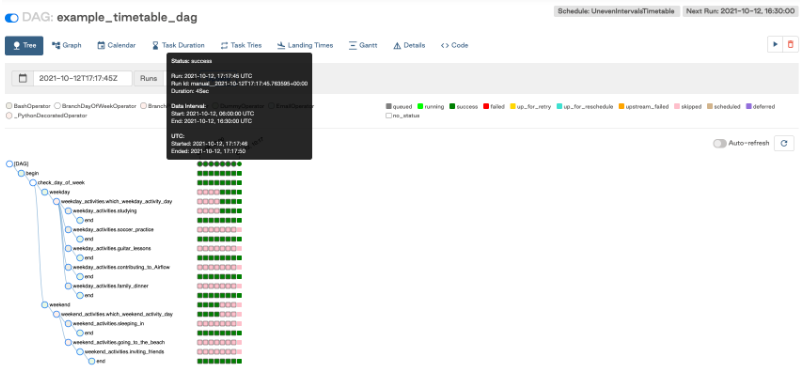 DAG: example_timetable_dag
Schedule: UnevenIntervalsTimetable
Next Run: 2021-10-12, 16:30:00
Tree
Graph
Calendar
Task Duration
Task Tries
Landing Times
Gantt
Details
Code
Status: success
Run: 2021-10-12, 17:17:45 UTC
Run Id: manual__2021-10-12T17:17:45.763595+00:00
Duration: 45sec
Data Interval:
Start: 2021-10-12, 06:00:00 UTC
End: 2021-10-12, 16:30:00 UTC
UTC:
Started: 2021-10-12, 17:17:46
Ended: 2021-10-12, 17:17:50
2021-10-12T17:17:45Z
Runs
BashOperator
BranchDayOfWeekOperator
_PythonDecoratedOperator
queued
running
success
failed
up_for_retry
up_for_reschedule
upstream_failed
skipped
scheduled
deferred
no_status
Auto-refresh
[DAG]
begin
check_day_of_week
weekday
weekday_activities.which_weekday_activity_day
weekday_activities.studying
end
weekday_activities.soccer_practice
end
weekday_activities.guitar_lessons
end
weekday_activities.contributing_to_Airflow
end
weekday_activities.family_dinner
end
weekend
weekend_activities.which_weekend_activity_day
weekend_activities.sleeping_in
end
weekend_activities.going_to_the_beach
weekend_activities.inviting_friends
end